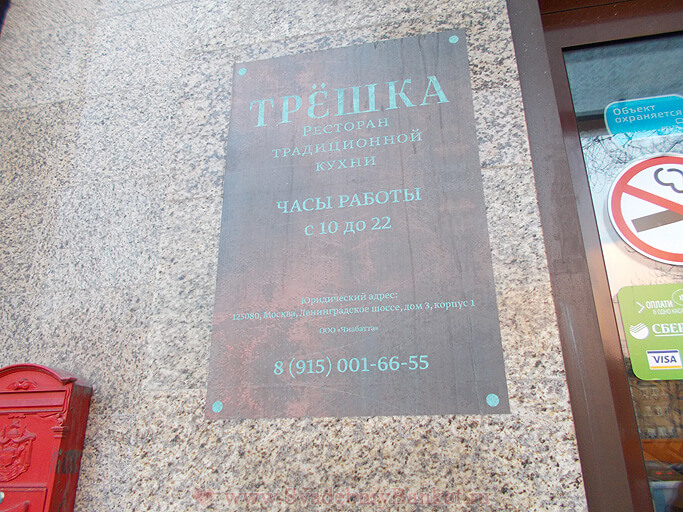 ТРЁШКА
РЕСТОРАН
ТРАДИЦИОННОЙ
КУХНИ
ЧАСЫ РАБОТЫ
с 10 до 22
Юридический адрес:
125080, Москва, Ленинградское шоссе, дом 3, корпус 1
ООО «Чиабатта»
8 (915) 001-66-55
Объект
охраняется
ОПЛАТИ
СБЕР
VISA